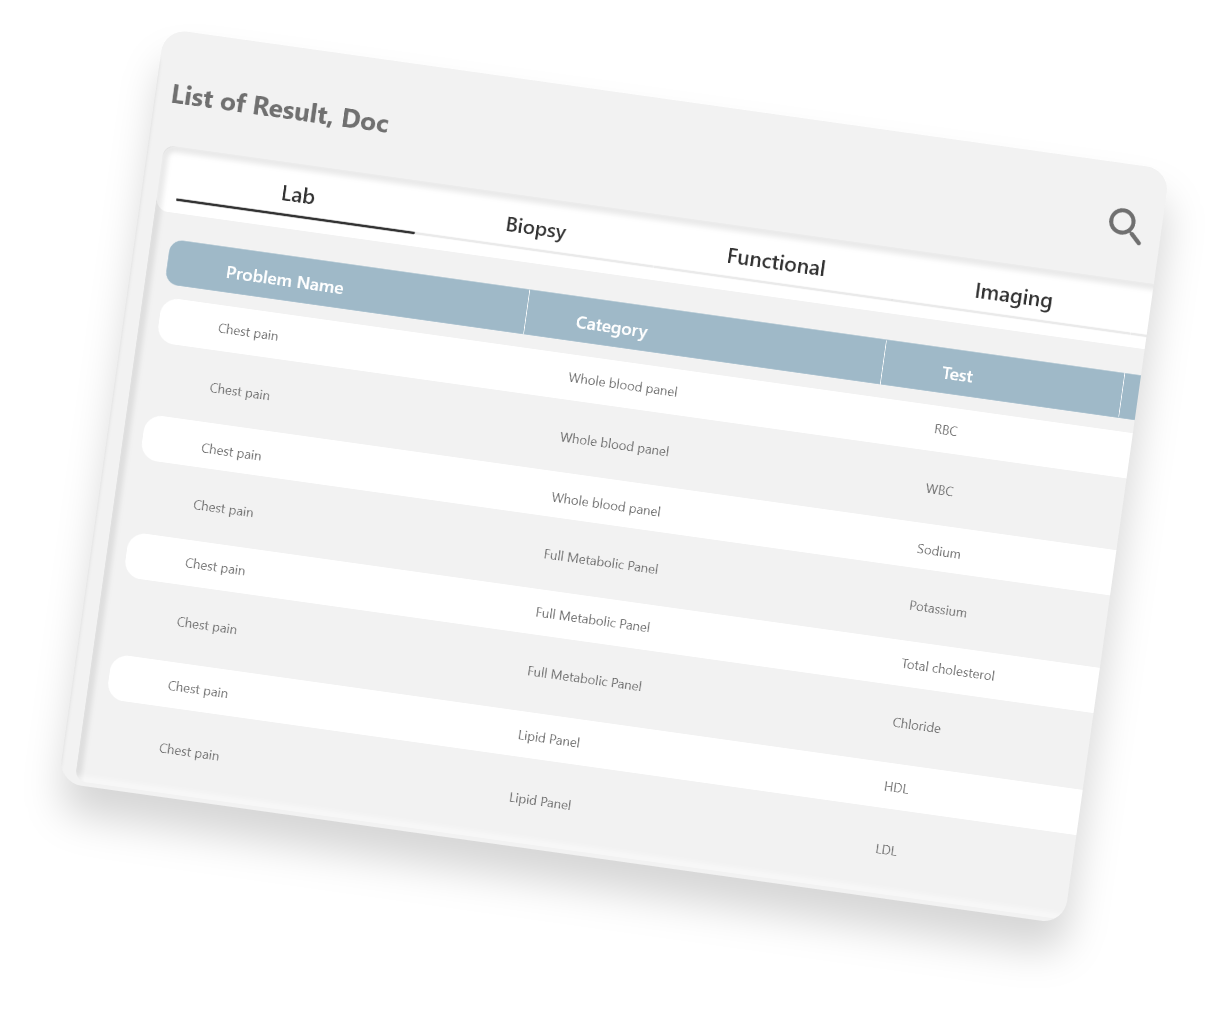 List of Result, Doc
Lab Biopsy Functional Imaging
Problem Name Category Test
Chest pain Whole blood panel RBC
Chest pain Whole blood panel WBC
Chest pain Whole blood panel Sodium
Chest pain Full Metabolic Panel Potassium
Chest pain Full Metabolic Panel Total cholesterol
Chest pain Full Metabolic Panel Chloride
Chest pain Lipid Panel HDL
Chest pain Lipid Panel LDL